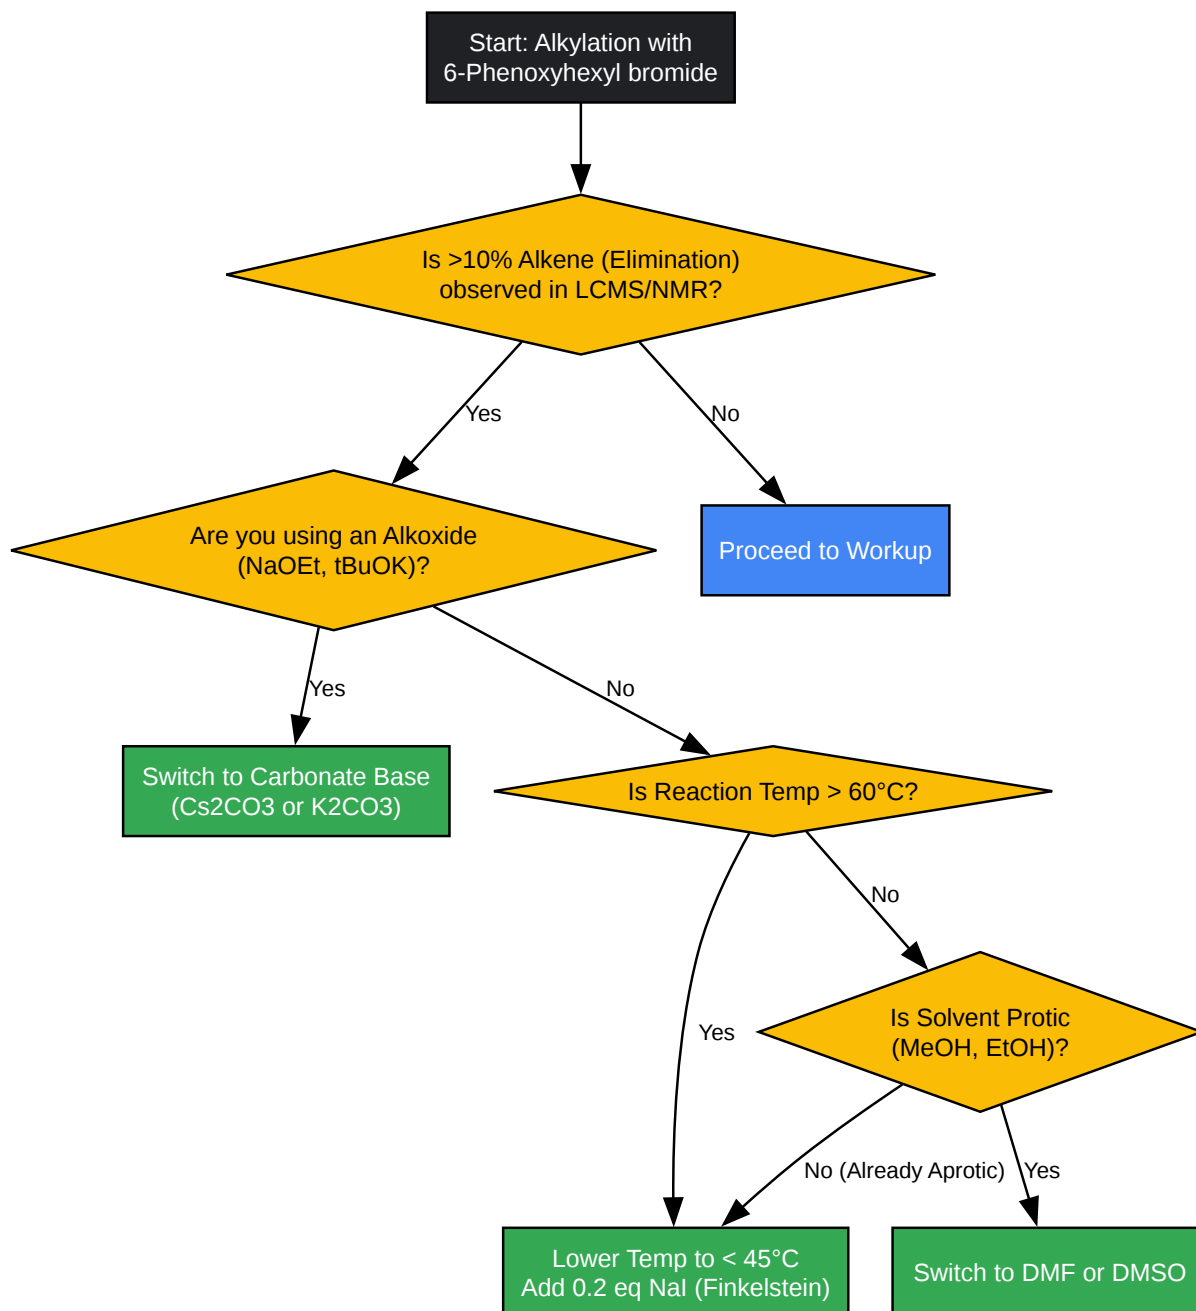 Start: Alkylation with
6-Phenoxyhexyl bromide
Is >10% Alkene (Elimination)
observed in LCMS/NMR?
Yes
No
Are you using an Alkoxide
(NaOEt, tBuOK)?
Proceed to Workup
Yes
No
Switch to Carbonate Base
(Cs2CO3 or K2CO3)
Is Reaction Temp > 60°C?
Yes
No
Is Solvent Protic
(MeOH, EtOH)?
No (Already Aprotic)
Yes
Lower Temp to < 45°C
Add 0.2 eq NaI (Finkelstein)
Switch to DMF or DMSO